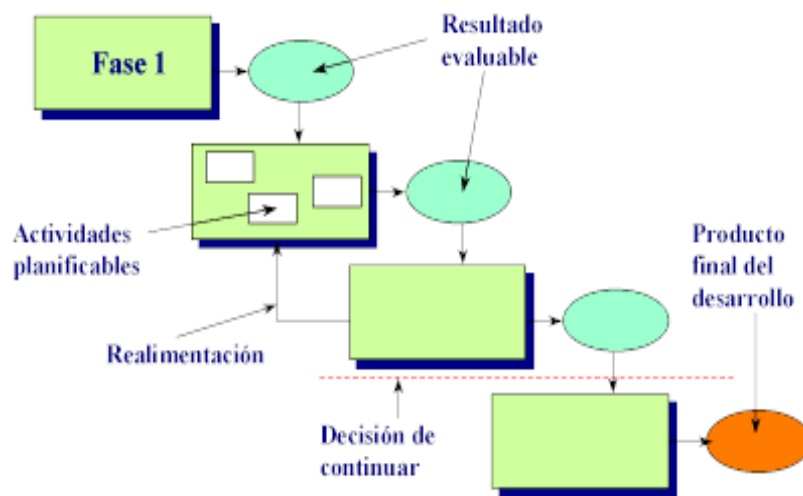 Fase 1
Resultado
evaluable
Actividades
planificables
Realimentación
Producto
final del
desarrollo
Decisión de
continuar